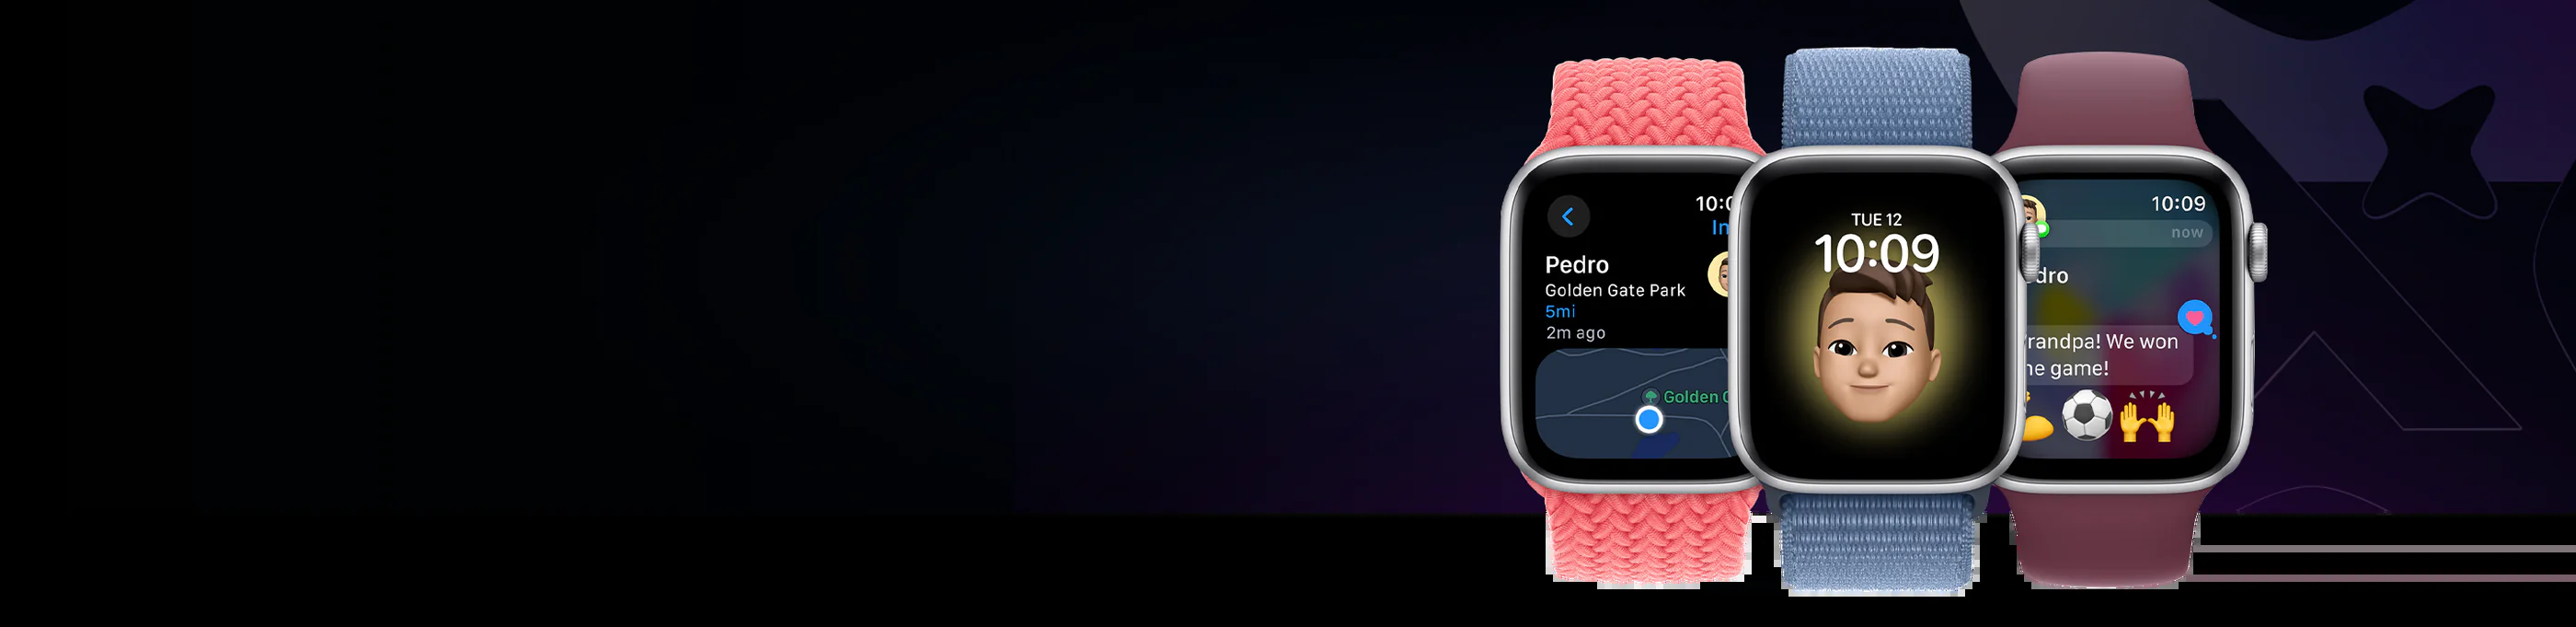 10:0
In
Pedro
Golden Gate Park
5mi
2m ago
Golden
TUE 12
10:09
10:09
now
dro
randpa! We won
he game!